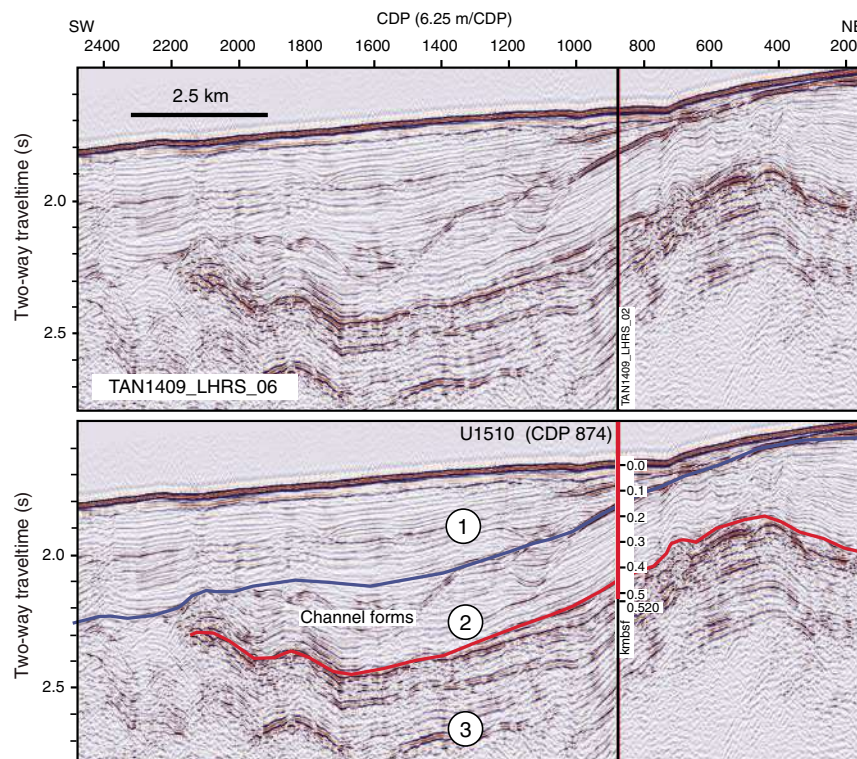 CDP (6.25 m/CDP)
SW
NE
2400 2200 2000 1800 1600 1400 1200 1000 800 600 400 200
2.5 km
Two-way traveltime (s)
2.0
2.5
TAN1409_LHRS_02
TAN1409_LHRS_06
U1510 (CDP 874)
0.0
0.1
0.2
0.3
0.4
0.5
0.520
kmbsf
Two-way traveltime (s)
2.0
2.5
1
Channel forms
2
3